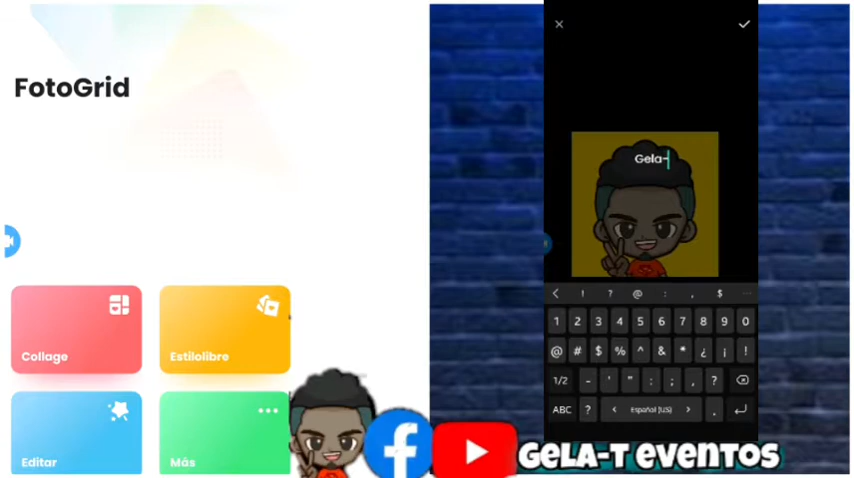 FotoGrid
Collage
Estilolibre
Editar
Más
Gela-
! ? @ : , $ ...
1 2 3 4 5 6 7 8 9 0
@ # $ % ^ & * ¿ ¡ !
1/2 - ' " : ; , ?
ABC ? < Español (US) > .
GELA-T EVENTOS